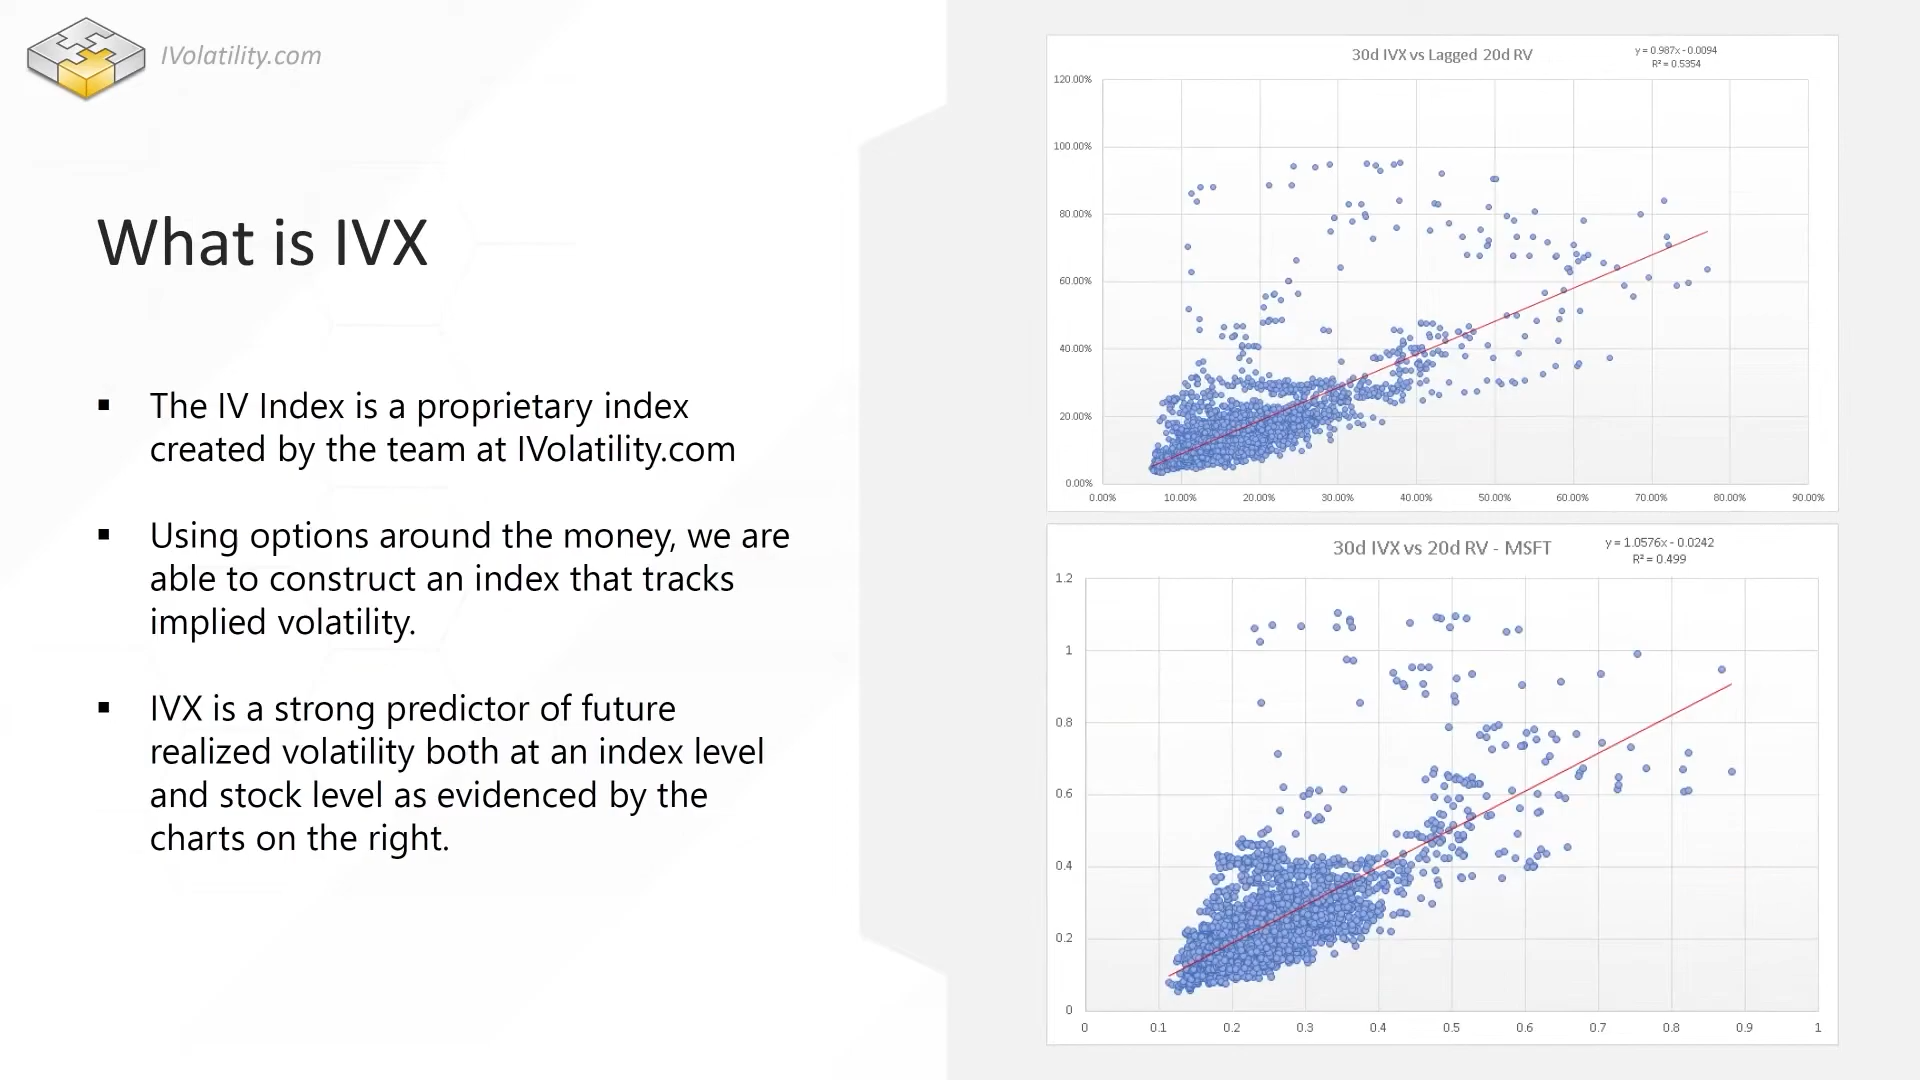 IVolatility.com
What is IVX
▪ The IV Index is a proprietary index
created by the team at IVolatility.com
▪ Using options around the money, we are
able to construct an index that tracks
implied volatility.
▪ IVX is a strong predictor of future
realized volatility both at an index level
and stock level as evidenced by the
charts on the right.
30d IVX vs Lagged 20d RV
y = 0.987x - 0.0094
R² = 0.5354
120.00%
100.00%
80.00%
60.00%
40.00%
20.00%
0.00%
0.00% 10.00% 20.00% 30.00% 40.00% 50.00% 60.00% 70.00% 80.00% 90.00%
30d IVX vs 20d RV - MSFT
y = 1.0576x - 0.0242
R² = 0.499
1.2
1
0.8
0.6
0.4
0.2
0
0 0.1 0.2 0.3 0.4 0.5 0.6 0.7 0.8 0.9 1